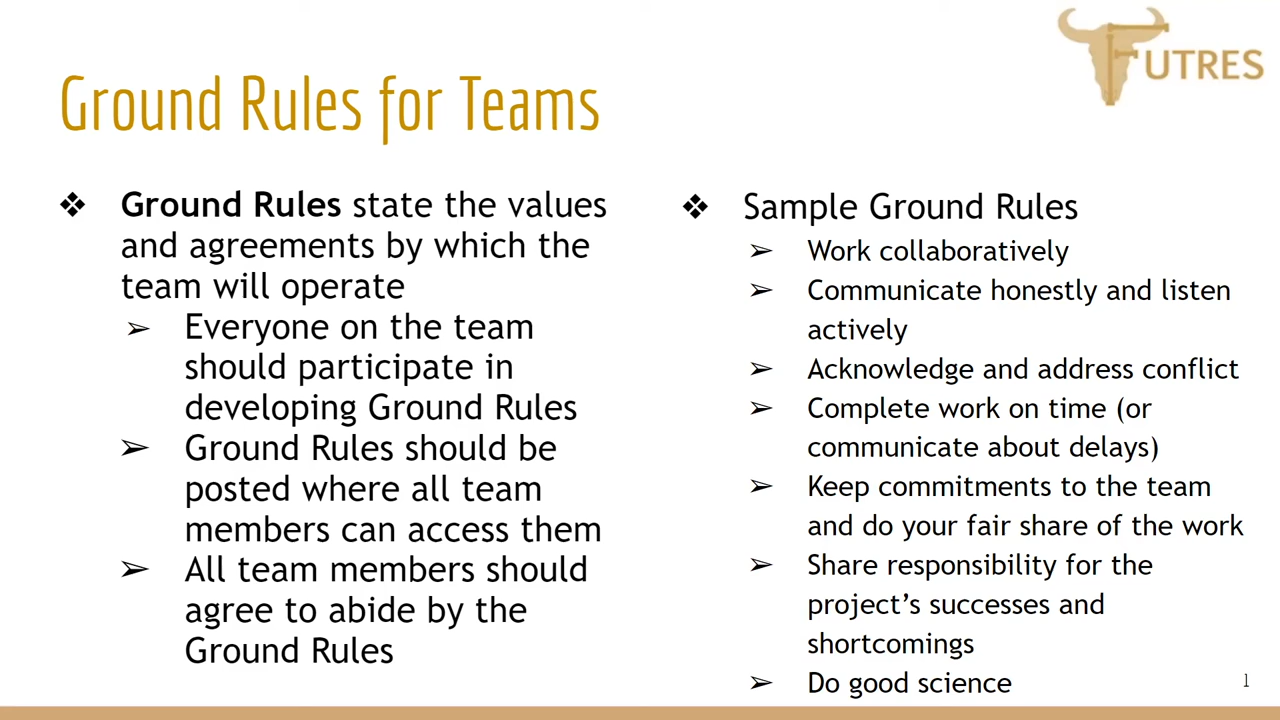 FUTRES
Ground Rules for Teams
❖ Ground Rules state the values
and agreements by which the
team will operate
➢ Everyone on the team
should participate in
developing Ground Rules
➢ Ground Rules should be
posted where all team
members can access them
➢ All team members should
agree to abide by the
Ground Rules
❖ Sample Ground Rules
➢ Work collaboratively
➢ Communicate honestly and listen
actively
➢ Acknowledge and address conflict
➢ Complete work on time (or
communicate about delays)
➢ Keep commitments to the team
and do your fair share of the work
➢ Share responsibility for the
project’s successes and
shortcomings
➢ Do good science
1